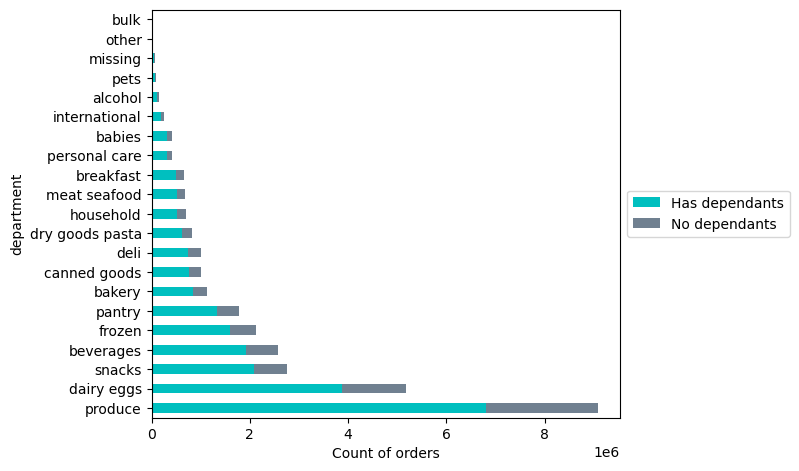 bulk
other
missing
pets
alcohol
international
babies
personal care
breakfast
meat seafood
household
dry goods pasta
deli
canned goods
bakery
pantry
frozen
beverages
snacks
dairy eggs
produce
department
0 2 4 6 8
1e6
Count of orders
Has dependants
No dependants